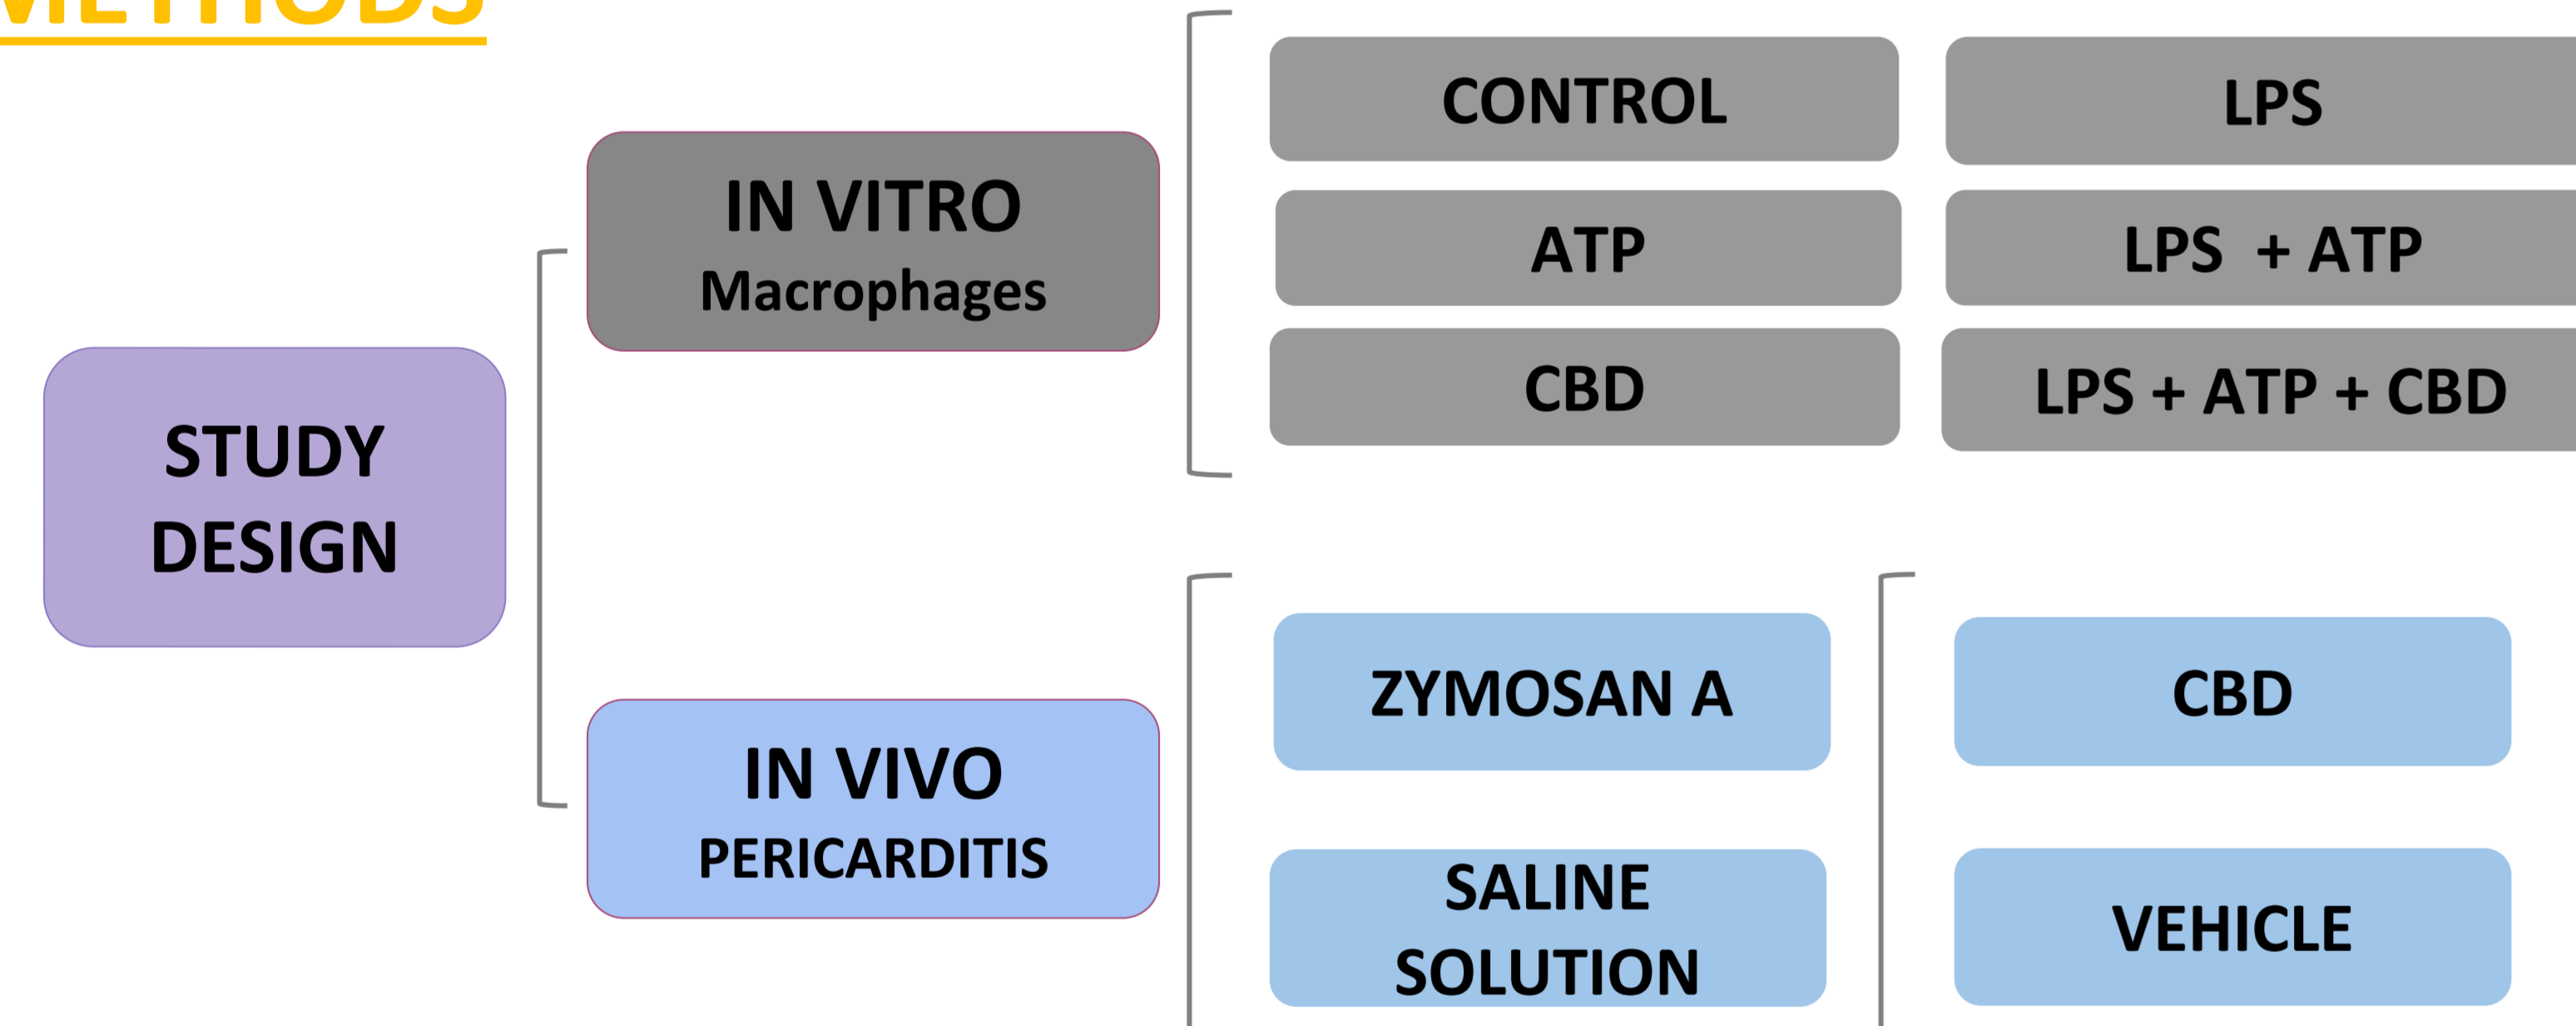 METHODS
STUDY
DESIGN
IN VITRO
Macrophages
CONTROL
LPS
ATP
LPS + ATP
CBD
LPS + ATP + CBD
IN VIVO
PERICARDITIS
ZYMOSAN A
CBD
SALINE
SOLUTION
VEHICLE